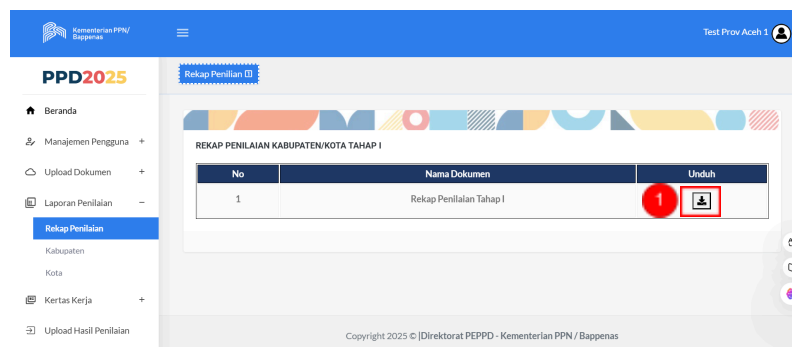 Kementerian PPN/
Bappenas
Test Prov Aceh 1
PPD2025
Rekap Penilian
Beranda
Manajemen Pengguna +
Upload Dokumen +
Laporan Penilaian −
Rekap Penilaian
Kabupaten
Kota
Kertas Kerja +
Upload Hasil Penilaian
REKAP PENILAIAN KABUPATEN/KOTA TAHAP I
No Nama Dokumen Unduh
1 Rekap Penilaian Tahap I 1
Copyright 2025 © |Direktorat PEPPD - Kementerian PPN / Bappenas